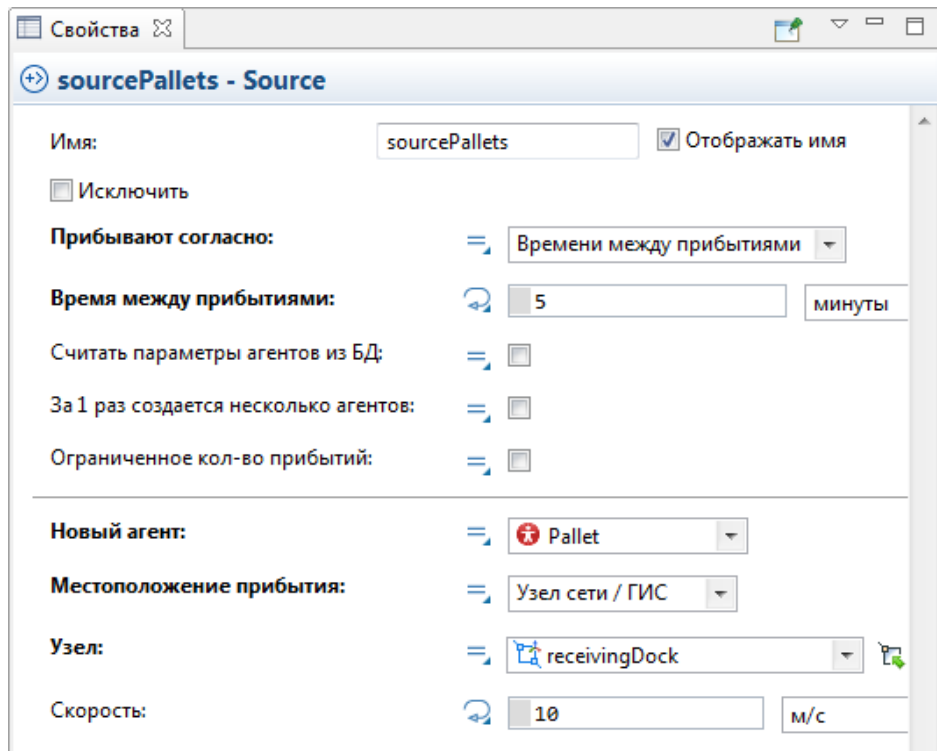 Свойства
sourcePallets - Source
Имя: sourcePallets Отображать имя
Исключить
Прибывают согласно: Времени между прибытиями
Время между прибытиями: 5 минуты
Считать параметры агентов из БД:
За 1 раз создается несколько агентов:
Ограниченное кол-во прибытий:
Новый агент: Pallet
Местоположение прибытия: Узел сети / ГИС
Узел: receivingDock
Скорость: 10 м/с